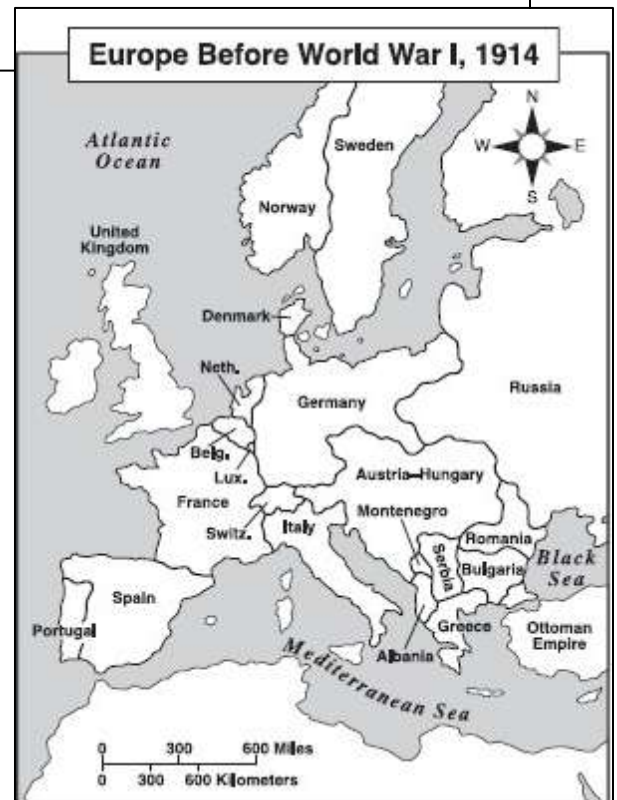 Europe Before World War I, 1914
N
W
E
S
Atlantic
Ocean
Sweden
Norway
United
Kingdom
Denmark
Neth.
Germany
Russia
Belg.
Lux.
Austria-Hungary
France
Montenegro
Switz.
Italy
Romania
Serbia
Bulgaria
Black
Sea
Spain
Portugal
Greece
Ottoman
Empire
Albania
Mediterranean Sea
0 300 600 Miles
0 300 600 Kilometers